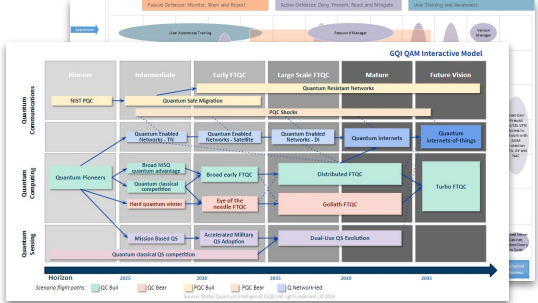 Passive Defenses: Monitor, Warn and Report
Active Defenses: Deny, Prevent, React and Mitigate
User Training and Awareness
User Awareness Training
Password Manager
Version Manager
GQI QAM Interactive Model
Pioneer
Intermediate
Early FTQC
Large Scale FTQC
Mature
Future Vision
Quantum Communications
Quantum Resistant Networks
NIST PQC
Quantum Safe Migration
PQC Shocks
Quantum Enabled Networks - TN
Quantum Enabled Networks - Satellite
Quantum Enabled Networks - DI
Quantum internets
Quantum internets-of-things
Quantum Computing
Quantum Pioneers
Broad NISQ quantum advantage
Quantum classical competition
Hard quantum winter
Broad early FTQC
Eye of the needle FTQC
Distributed FTQC
Goliath FTQC
Turbo FTQC
Quantum Sensing
Mission Based QS
Accelerated Military QS Adoption
Dual-Use QS Evolution
Quantum classical QS competition
Horizon
2025
2030
2035
2040
2045
Scenario flight paths:
QC Bull
QC Bear
PQC Bull
PQC Bear
Q Network-led
Source: Global Quantum Intelligence (GQI) | All rights reserved | © 2024